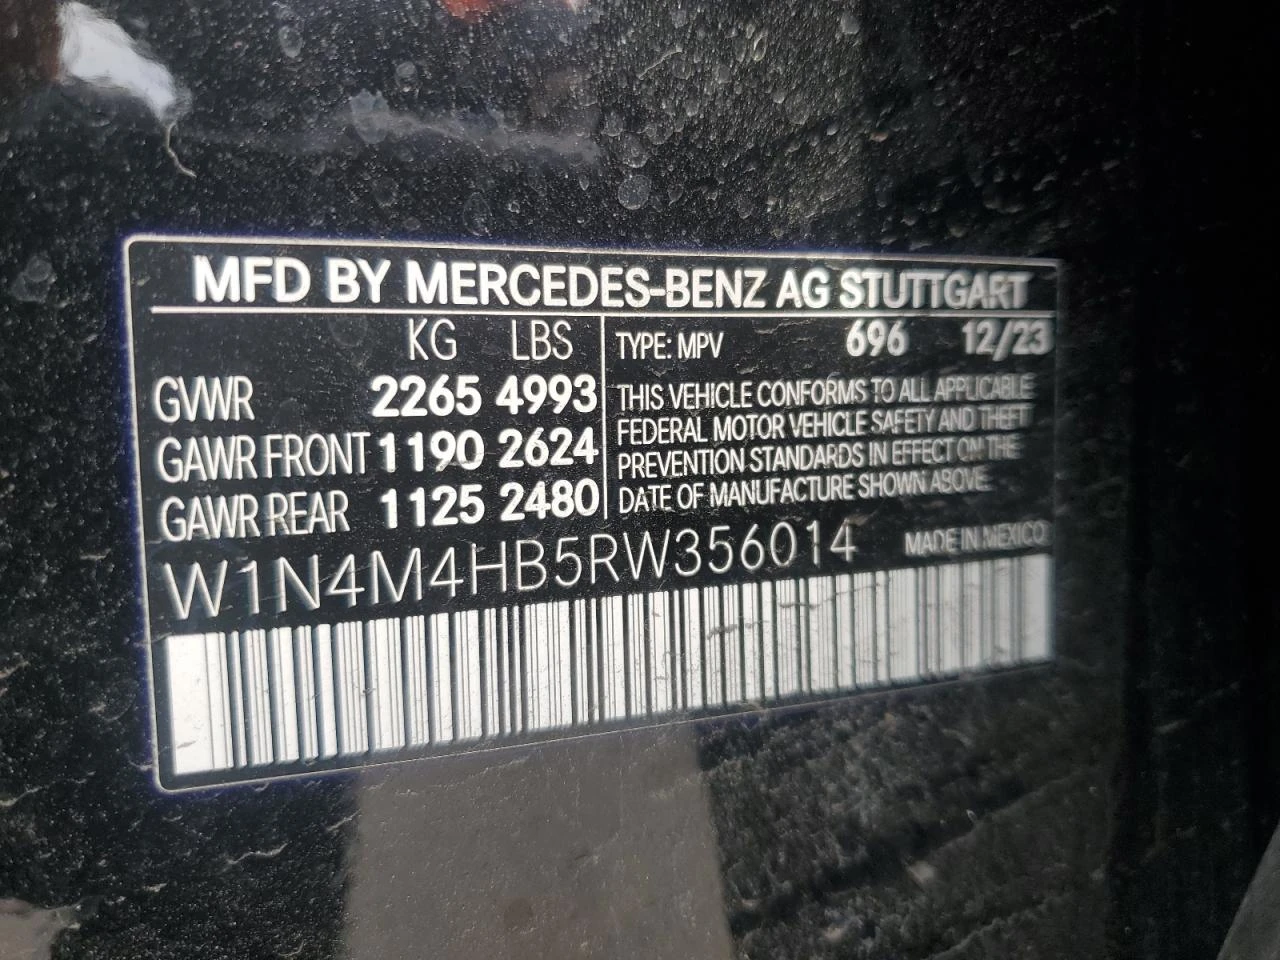 MFD BY MERCEDES-BENZ AG STUTTGART
KG LBS
GVWR 2265 4993
GAWR FRONT 1190 2624
GAWR REAR 1125 2480
TYPE: MPV 696 12/23
THIS VEHICLE CONFORMS TO ALL APPLICABLE
FEDERAL MOTOR VEHICLE SAFETY AND THEFT
PREVENTION STANDARDS IN EFFECT ON THE
DATE OF MANUFACTURE SHOWN ABOVE.
W1N4M4HB5RW356014 MADE IN MEXICO